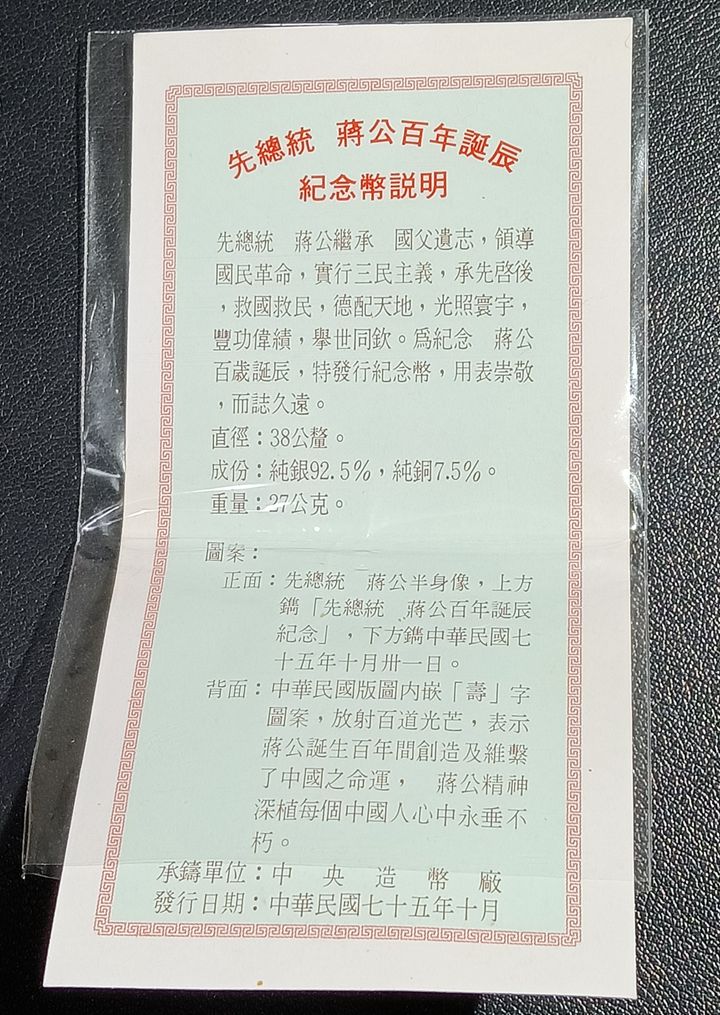 先總統　蔣公百年誕辰
紀念幣説明
先總統　蔣公繼承　國父遺志，領導
國民革命，實行三民主義，承先啓後
，救國救民，德配天地，光照寰宇，
豐功偉績，舉世同欽。爲紀念　蔣公
百歲誕辰，特發行紀念幣，用表崇敬
，而誌久遠。
直徑：38公釐。
成份：純銀92.5%，純銅7.5%。
重量：27公克。
圖案：
正面：先總統　蔣公半身像，上方
鐫「先總統　蔣公百年誕辰
紀念」，下方鐫中華民國七
十五年十月卅一日。
背面：中華民國版圖內嵌「壽」字
圖案，放射百道光芒，表示
蔣公誕生百年間創造及維繫
了中國之命運，　蔣公精神
深植每個中國人心中永垂不
朽。
承鑄單位：中央造幣廠
發行日期：中華民國七十五年十月